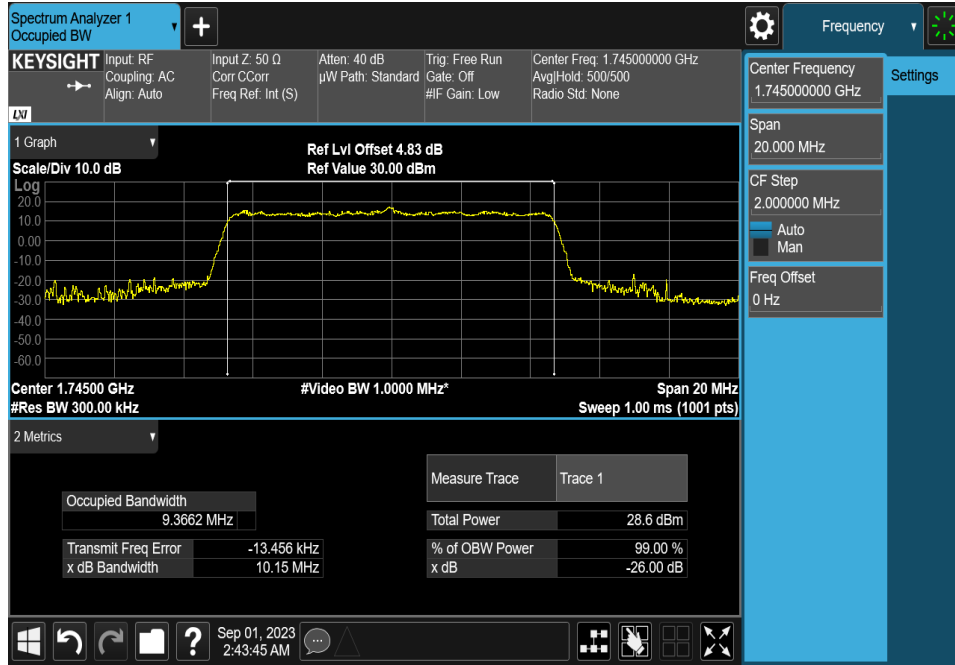 Spectrum Analyzer 1
Occupied BW
+
Frequency
KEYSIGHT
LXI
Input: RF
Coupling: AC
Align: Auto
Input Z: 50 Ω
Corr CCorr
Freq Ref: Int (S)
Atten: 40 dB
µW Path: Standard
Trig: Free Run
Gate: Off
#IF Gain: Low
Center Freq: 1.745000000 GHz
Avg|Hold: 500/500
Radio Std: None
Center Frequency
1.745000000 GHz
Settings
Span
20.000 MHz
CF Step
2.000000 MHz
Auto
Man
Freq Offset
0 Hz
1 Graph
Scale/Div 10.0 dB
Ref Lvl Offset 4.83 dB
Ref Value 30.00 dBm
Log
20.0
10.0
0.00
-10.0
-20.0
-30.0
-40.0
-50.0
-60.0
Center 1.74500 GHz
#Video BW 1.0000 MHz*
Span 20 MHz
#Res BW 300.00 kHz
Sweep 1.00 ms (1001 pts)
2 Metrics
Measure Trace Trace 1
Occupied Bandwidth
9.3662 MHz
Total Power 28.6 dBm
Transmit Freq Error -13.456 kHz
% of OBW Power 99.00 %
x dB Bandwidth 10.15 MHz
x dB -26.00 dB
?
Sep 01, 2023
2:43:45 AM